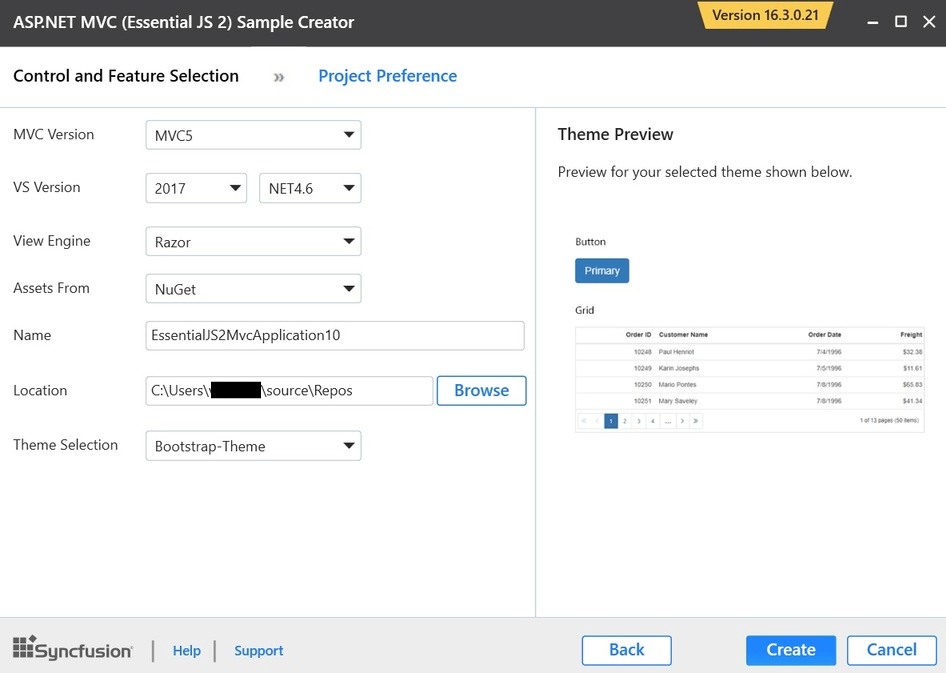 ASP.NET MVC (Essential JS 2) Sample Creator
Version 16.3.0.21
Control and Feature Selection » Project Preference
MVC Version MVC5
VS Version 2017 NET4.6
View Engine Razor
Assets From NuGet
Name EssentialJS2MvcApplication10
Location C:\Users\ \source\Repos Browse
Theme Selection Bootstrap-Theme
Theme Preview
Preview for your selected theme shown below.
Button
Primary
Grid
Order ID Customer Name Order Date Freight
10248 Paul Henriot 7/4/1996 $32.38
10249 Karin Josephs 7/5/1996 $11.61
10250 Mario Pontes 7/8/1996 $65.83
10251 Mary Saveley 7/8/1996 $41.34
1 2 3 4 ... 1 of 13 pages (50 items)
Syncfusion Help Support Back Create Cancel